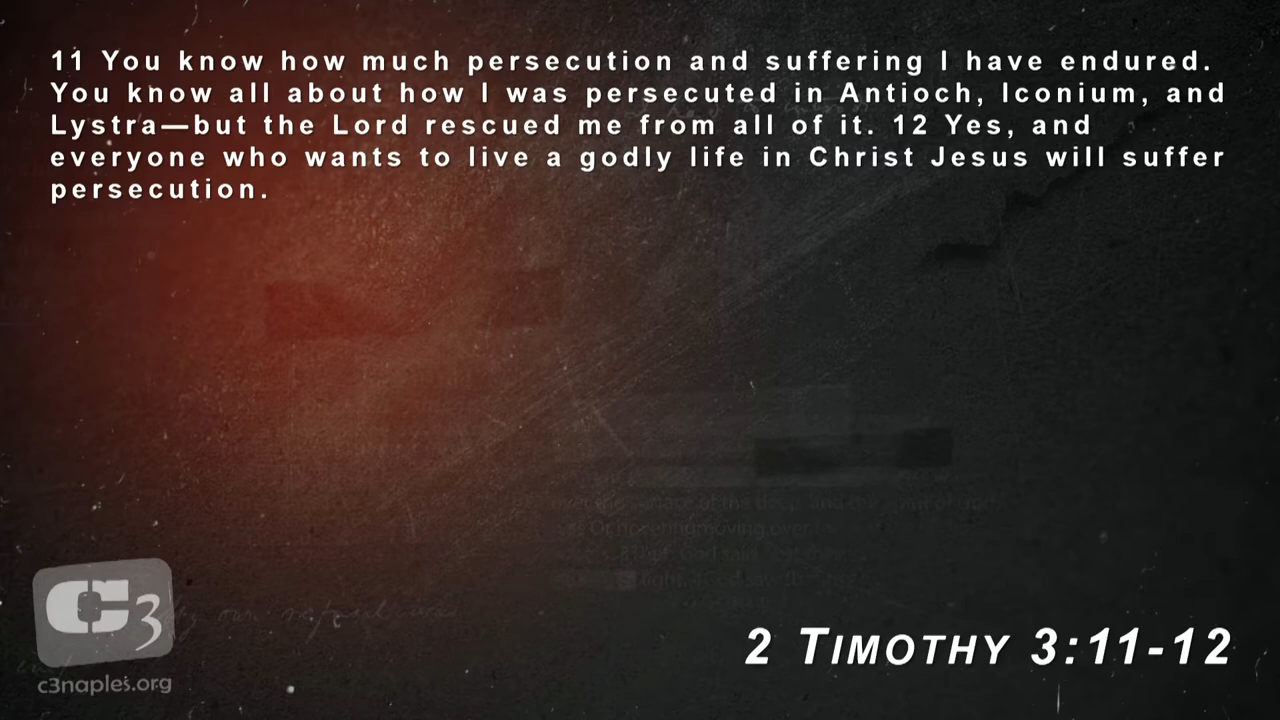 11 You know how much persecution and suffering I have endured.
You know all about how I was persecuted in Antioch, Iconium, and
Lystra—but the Lord rescued me from all of it. 12 Yes, and
everyone who wants to live a godly life in Christ Jesus will suffer
persecution.
C3
c3naples.org
2 TIMOTHY 3:11-12